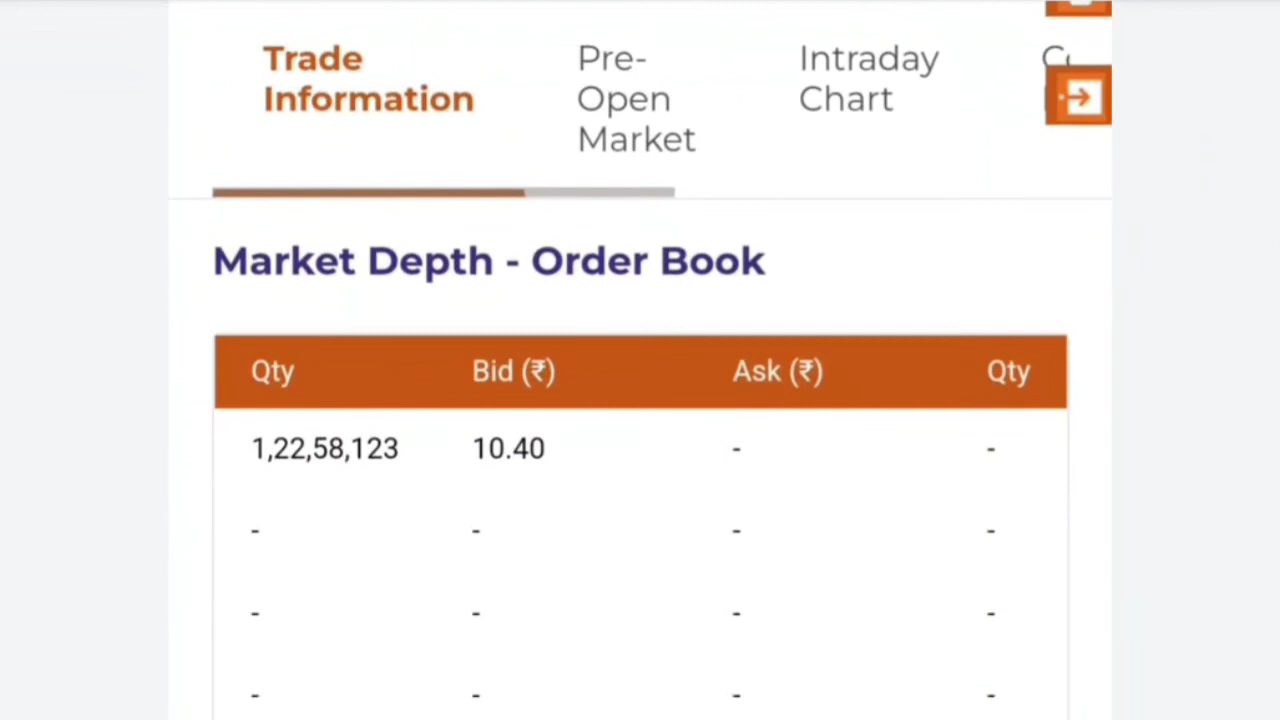 Trade
Information
Pre-
Open
Market
Intraday
Chart
Market Depth - Order Book
Qty Bid (₹) Ask (₹) Qty
1,22,58,123 10.40 - -
- - - -
- - - -
- - - -